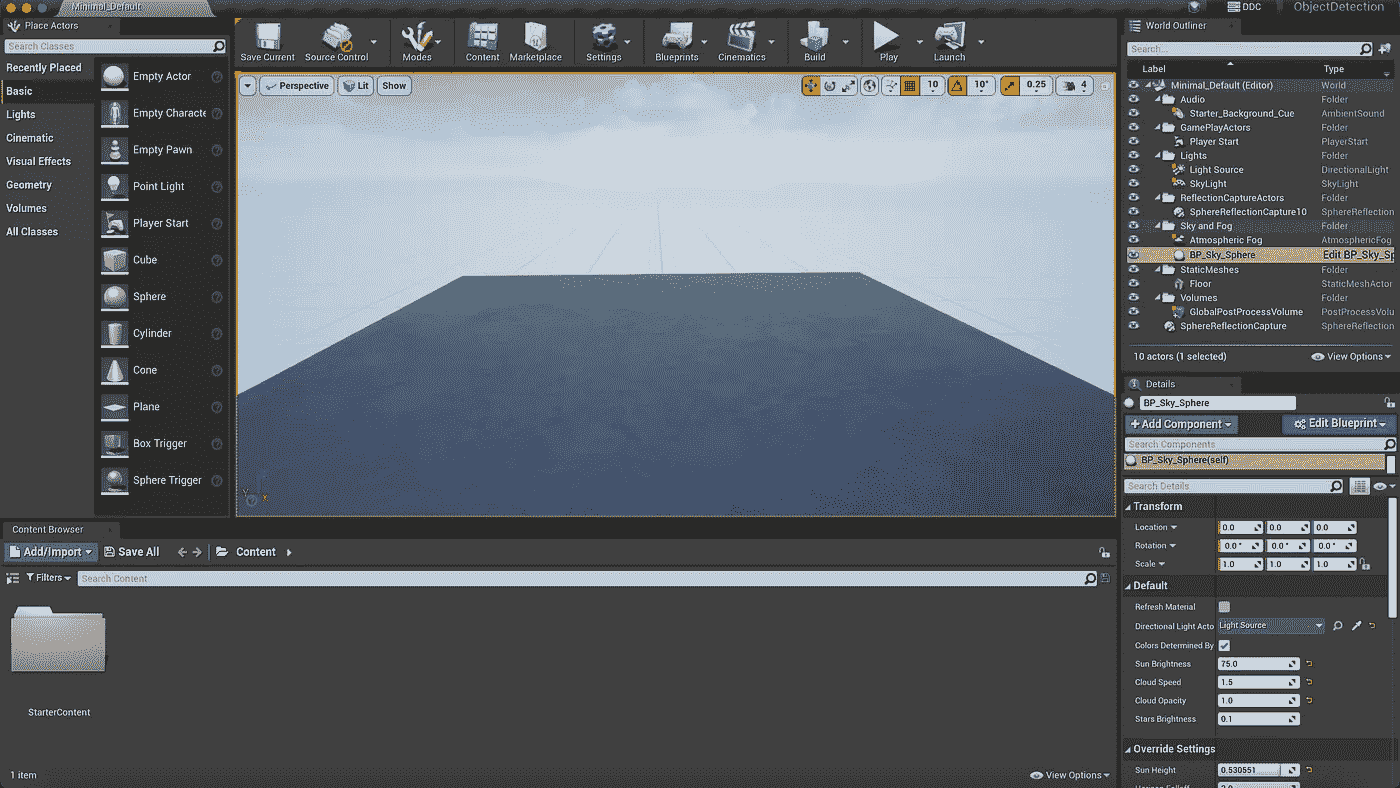 Minimal_Default
DDC
ObjectDetection
Place Actors
Search Classes
Recently Placed
Basic
Lights
Cinematic
Visual Effects
Geometry
Volumes
All Classes
Empty Actor
Empty Characte
Empty Pawn
Point Light
Player Start
Cube
Sphere
Cylinder
Cone
Plane
Box Trigger
Sphere Trigger
Save Current
Source Control
Modes
Content
Marketplace
Settings
Blueprints
Cinematics
Build
Play
Launch
Perspective
Lit
Show
10
10°
0.25
4
World Outliner
Search...
Label Type
Minimal_Default (Editor) World
Audio Folder
Starter_Background_Cue AmbientSound
GamePlayActors Folder
Player Start PlayerStart
Lights Folder
Light Source DirectionalLight
SkyLight SkyLight
ReflectionCaptureActors Folder
SphereReflectionCapture10 SphereReflection
Sky and Fog Folder
Atmospheric Fog AtmosphericFog
BP_Sky_Sphere Edit BP_Sky_Sp
StaticMeshes Folder
Floor StaticMeshActor
Volumes Folder
GlobalPostProcessVolume PostProcessVolu
SphereReflectionCapture SphereReflection
10 actors (1 selected) View Options
Details
BP_Sky_Sphere
+ Add Component Edit Blueprint
Search Components
BP_Sky_Sphere(self)
Search Details
Transform
Location 0.0 0.0 0.0
Rotation 0.0 ° 0.0 ° 0.0 °
Scale 1.0 1.0 1.0
Default
Refresh Material
Directional Light Acto Light Source
Colors Determined By
Sun Brightness 75.0
Cloud Speed 1.5
Cloud Opacity 1.0
Stars Brightness 0.1
Override Settings
Sun Height 0.530551
Content Browser
Add/Import Save All Content
Filters Search Content
StarterContent
1 item View Options